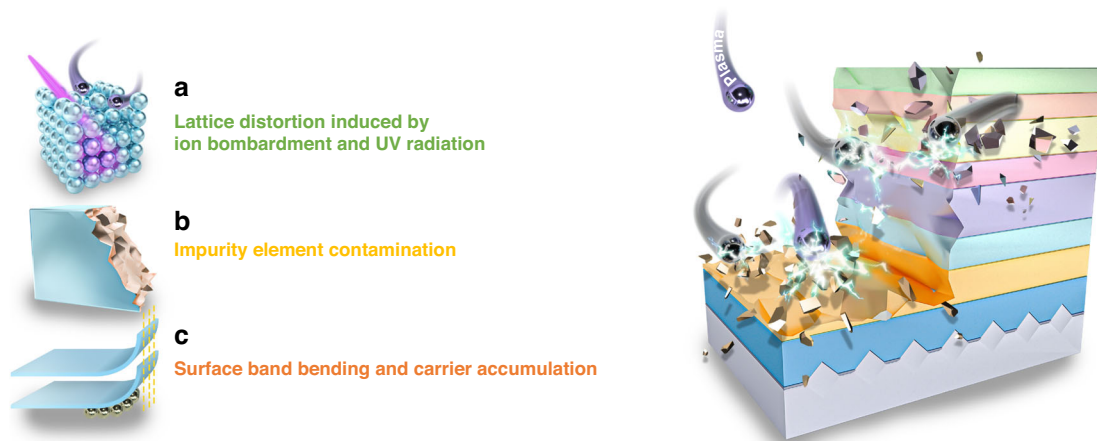 a
Lattice distortion induced by
ion bombardment and UV radiation
b
Impurity element contamination
c
Surface band bending and carrier accumulation
Plasma